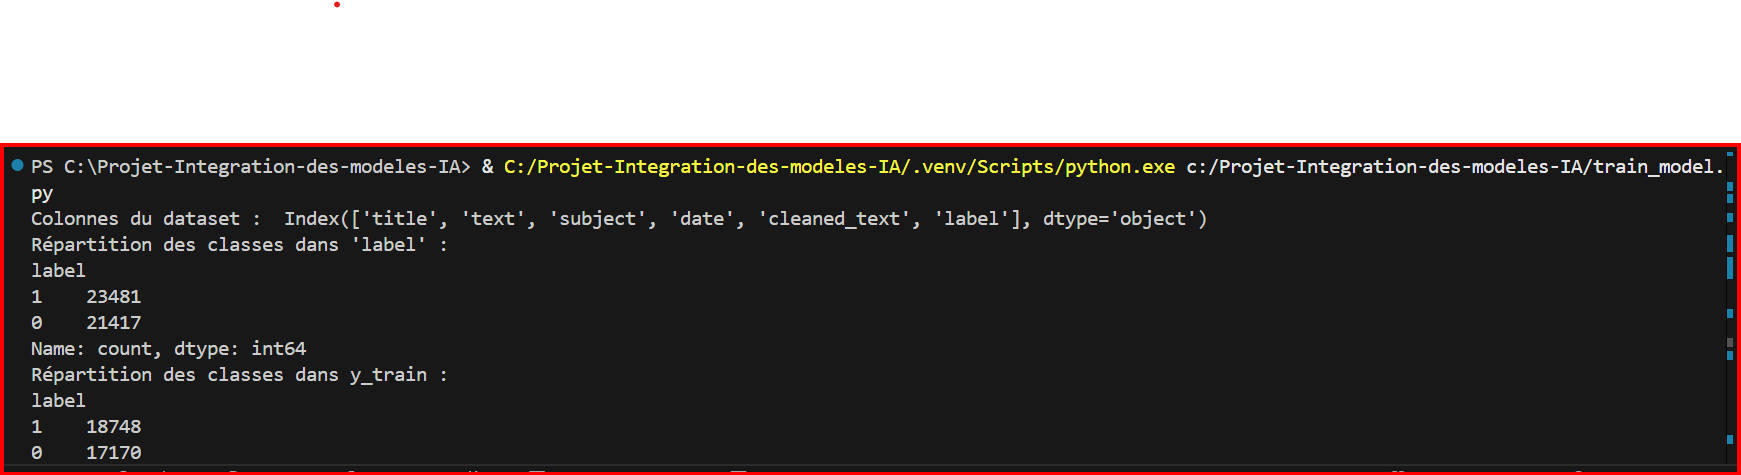 PS C:\Projet-Integration-des-modeles-IA> & C:/Projet-Integration-des-modeles-IA/.venv/Scripts/python.exe c:/Projet-Integration-des-modeles-IA/train_model.
py
Colonnes du dataset :  Index(['title', 'text', 'subject', 'date', 'cleaned_text', 'label'], dtype='object')
Répartition des classes dans 'label' :
label
1    23481
0    21417
Name: count, dtype: int64
Répartition des classes dans y_train :
label
1    18748
0    17170